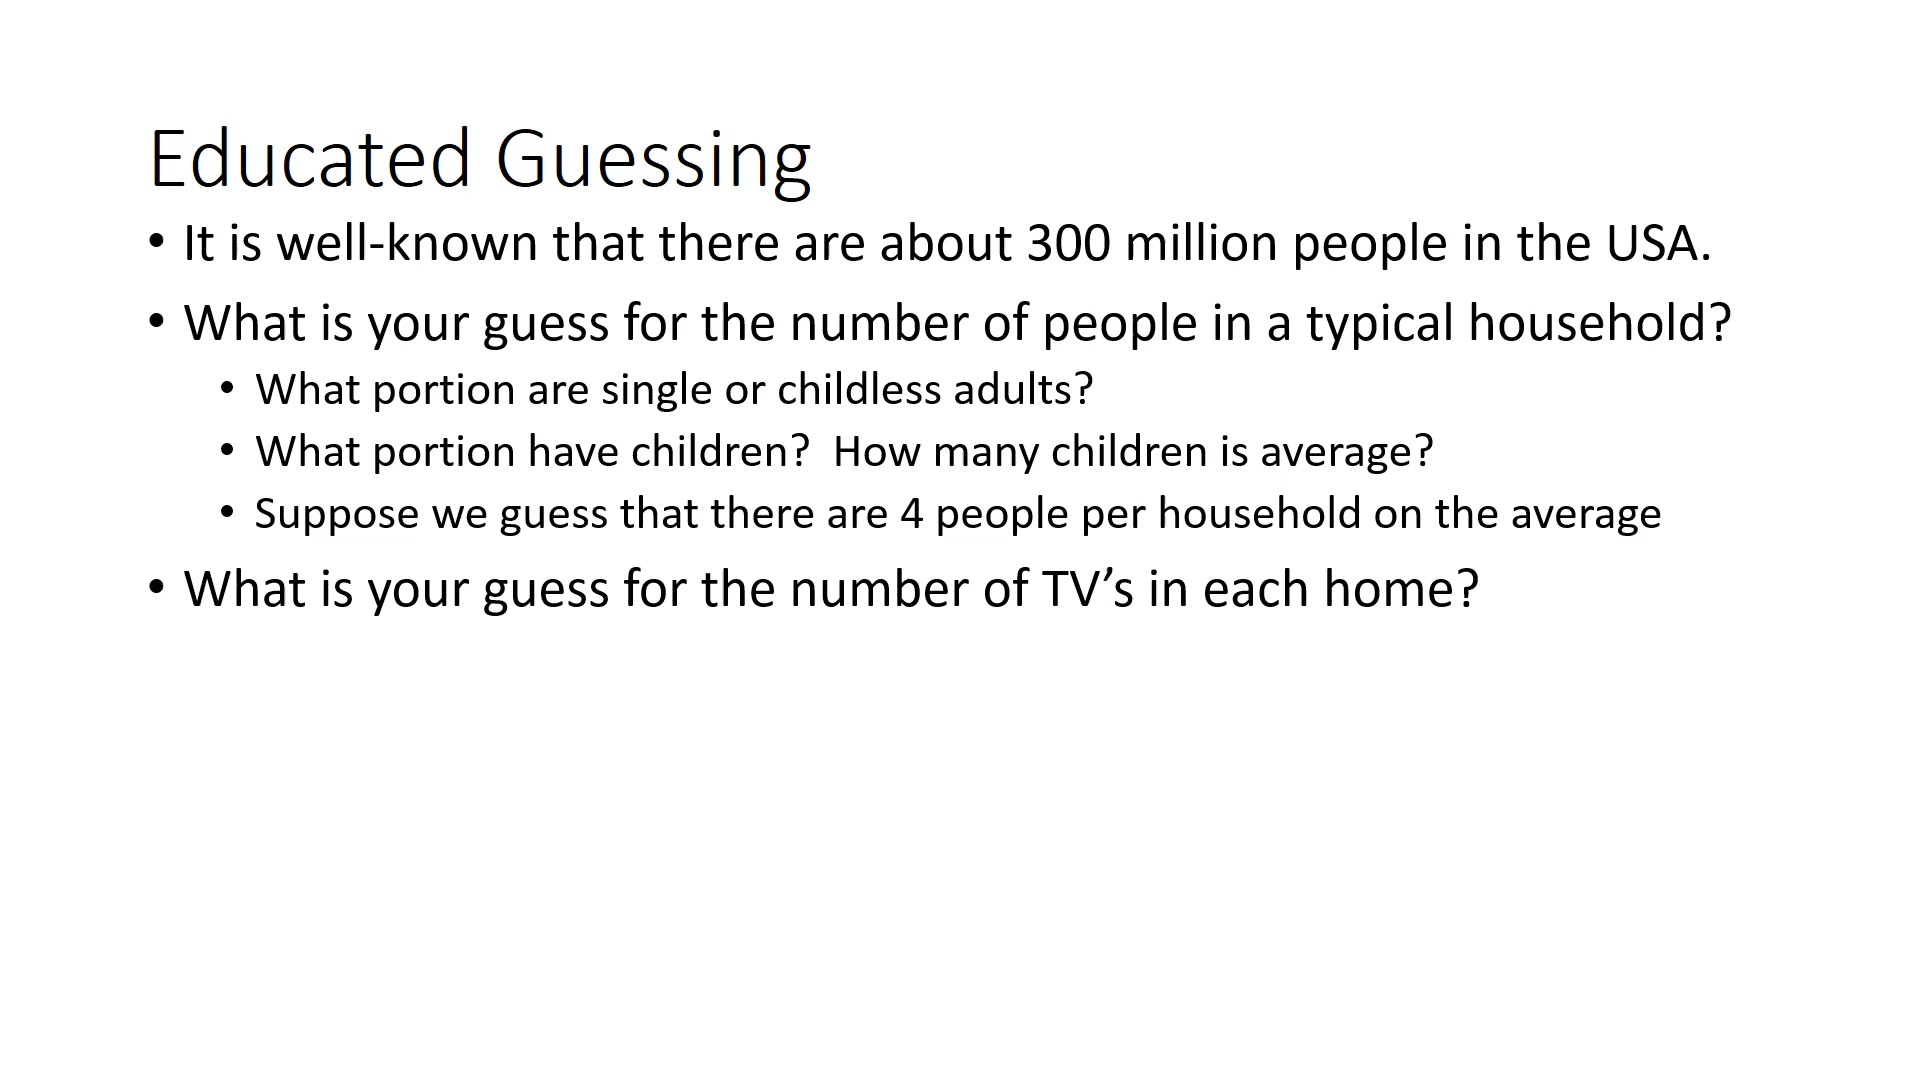 Educated Guessing
• It is well-known that there are about 300 million people in the USA.
• What is your guess for the number of people in a typical household?
• What portion are single or childless adults?
• What portion have children?  How many children is average?
• Suppose we guess that there are 4 people per household on the average
• What is your guess for the number of TV’s in each home?